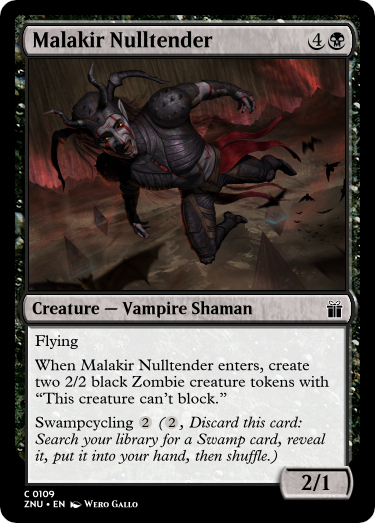 Malakir Nulltender 4
Creature — Vampire Shaman
Flying
When Malakir Nulltender enters, create
two 2/2 black Zombie creature tokens with
“This creature can’t block.”
Swampcycling 2 (2, Discard this card:
Search your library for a Swamp card, reveal
it, put it into your hand, then shuffle.)
2/1
C 0109
ZNU • EN Wero Gallo